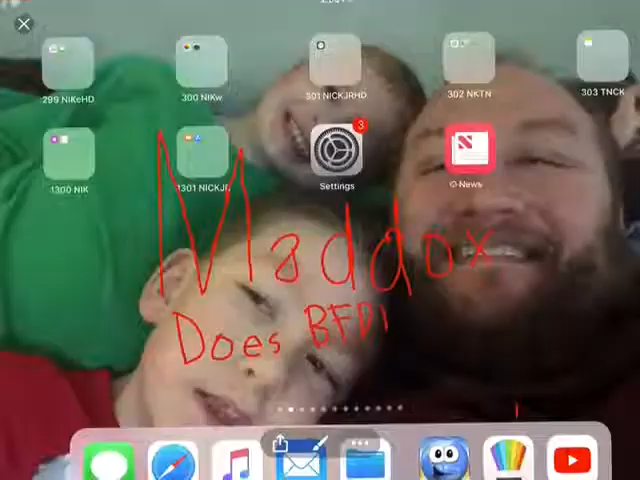 299 NIKeHD
300 NIKw
301 NICKJRHD
302 NKTN
303 TNCK
3
1300 NIK
1301 NICKJR
Settings
News
Maddox
Does BFDI